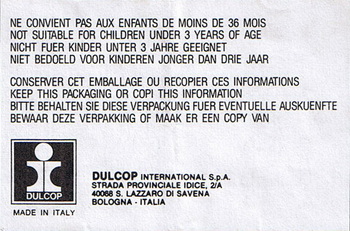 NE CONVIENT PAS AUX ENFANTS DE MOINS DE 36 MOIS
NOT SUITABLE FOR CHILDREN UNDER 3 YEARS OF AGE
NICHT FUER KINDER UNTER 3 JAHRE GEEIGNET
NIET BEDOELD VOOR KINDEREN JONGER DAN DRIE JAAR
CONSERVER CET EMBALLAGE OU RECOPIER CES INFORMATIONS
KEEP THIS PACKAGING OR COPI THIS INFORMATION
BITTE BEHALTEN SIE DIESE VERPACKUNG FUER EVENTUELLE AUSKUENFTE
BEWAAR DEZE VERPAKKING OF MAAK ER EEN COPY VAN
DULCOP
MADE IN ITALY
DULCOP INTERNATIONAL S.p.A.
STRADA PROVINCIALE IDICE, 2/A
40068 S. LAZZARO DI SAVENA
BOLOGNA - ITALIA